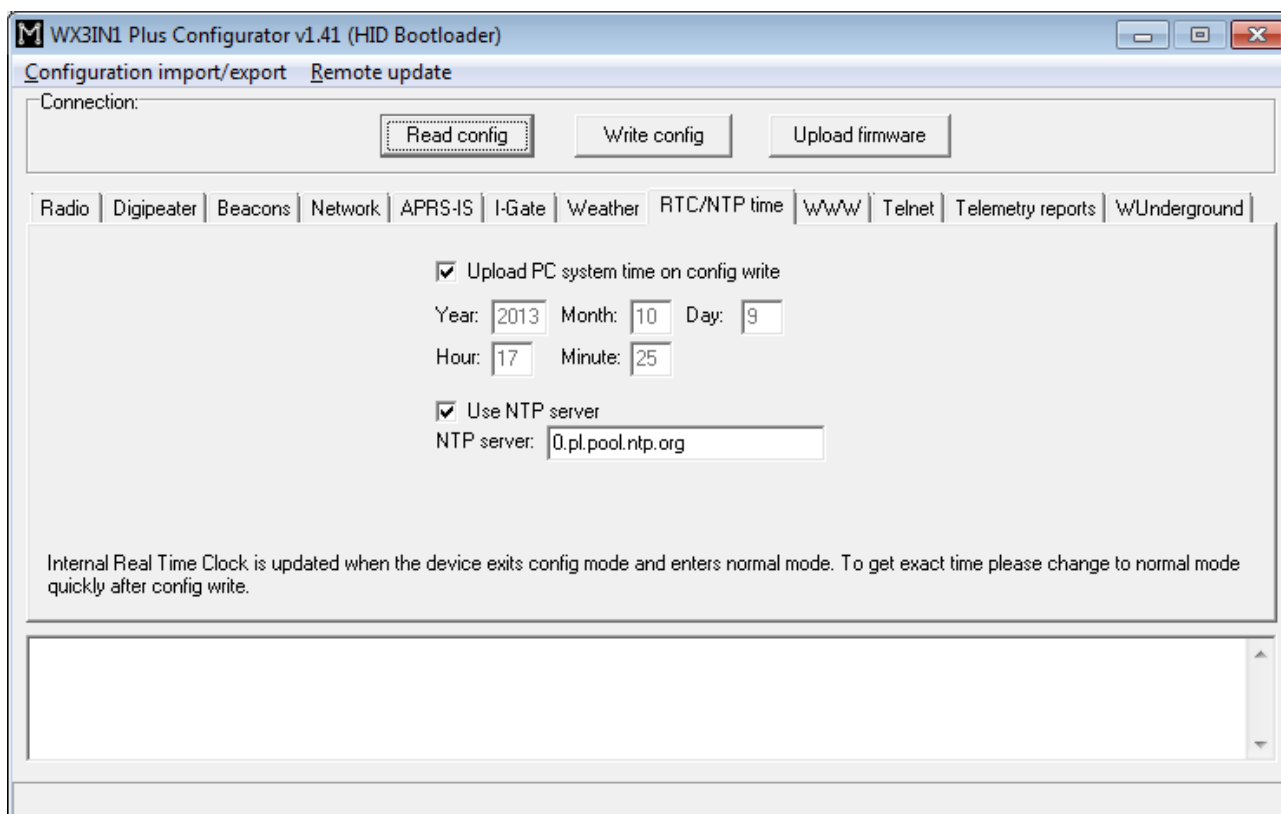 WX3IN1 Plus Configurator v1.41 (HID Bootloader)
Configuration import/export Remote update
Connection:
Read config Write config Upload firmware
Radio Digipeater Beacons Network APRS-IS I-Gate Weather RTC/NTP time WWW Telnet Telemetry reports WUnderground
Upload PC system time on config write
Year: 2013 Month: 10 Day: 9
Hour: 17 Minute: 25
Use NTP server
NTP server: 0.pl.pool.ntp.org
Internal Real Time Clock is updated when the device exits config mode and enters normal mode. To get exact time please change to normal mode
quickly after config write.